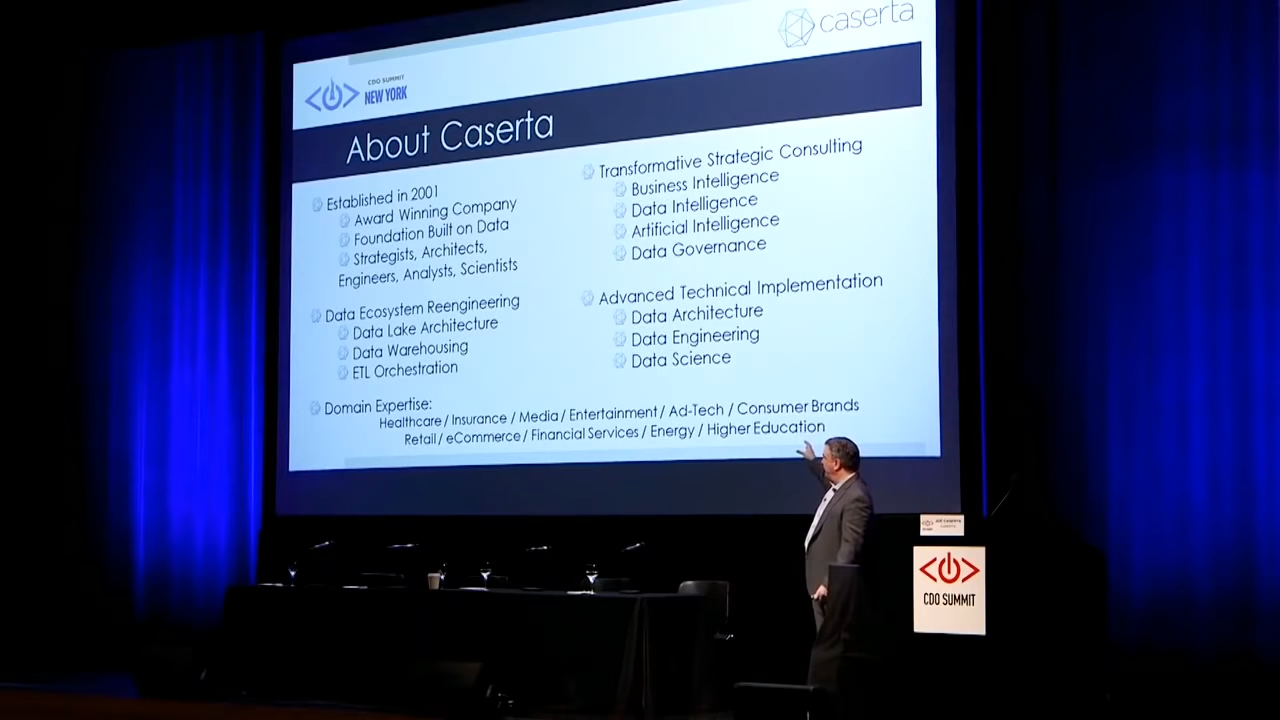 caserta
CDO SUMMIT
NEW YORK
About Caserta
Established in 2001
Award Winning Company
Foundation Built on Data
Strategists, Architects,
Engineers, Analysts, Scientists
Data Ecosystem Reengineering
Data Lake Architecture
Data Warehousing
ETL Orchestration
Transformative Strategic Consulting
Business Intelligence
Data Intelligence
Artificial Intelligence
Data Governance
Advanced Technical Implementation
Data Architecture
Data Engineering
Data Science
Domain Expertise:
Healthcare / Insurance / Media / Entertainment / Ad-Tech / Consumer Brands
Retail / eCommerce / Financial Services / Energy / Higher Education
JOE CASERTA
CDO SUMMIT